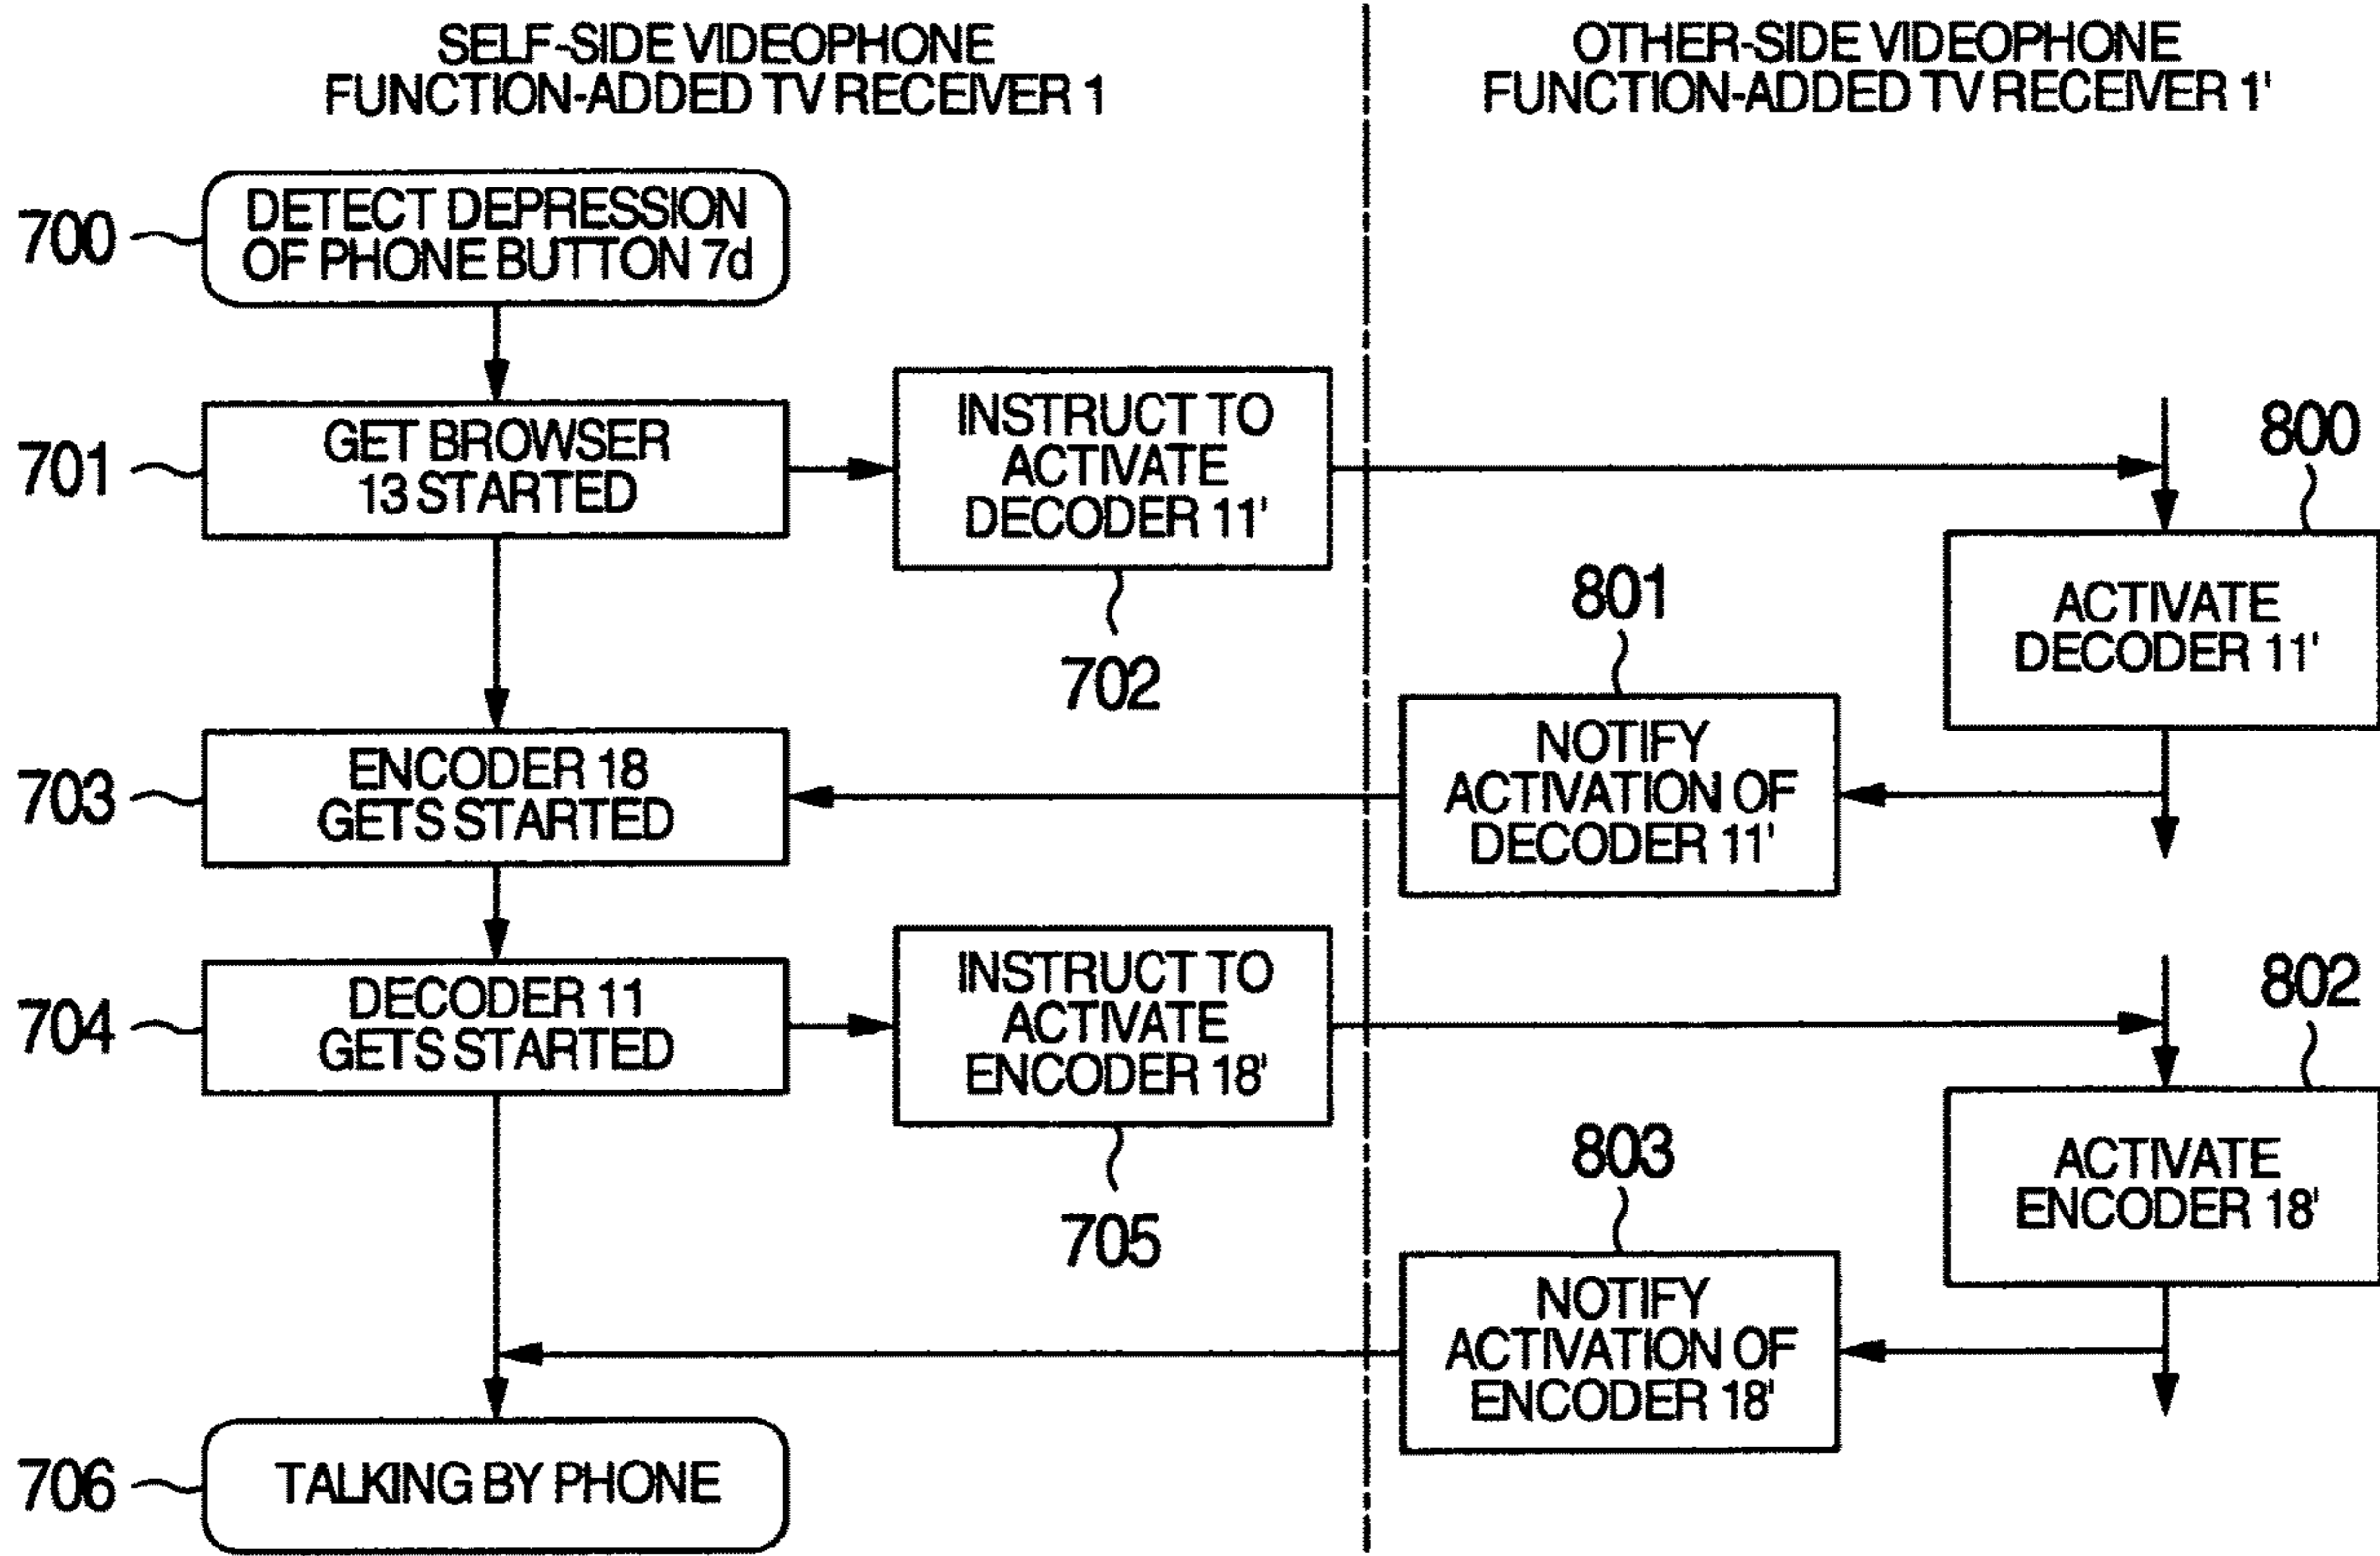 SELF-SIDE VIDEOPHONE
FUNCTION-ADDED TV RECEIVER 1
OTHER-SIDE VIDEOPHONE
FUNCTION-ADDED TV RECEIVER 1'
700
DETECT DEPRESSION
OF PHONE BUTTON 7d
701
GET BROWSER
13 STARTED
INSTRUCT TO
ACTIVATE
DECODER 11'
702
800
ACTIVATE
DECODER 11'
801
NOTIFY
ACTIVATION OF
DECODER 11'
703
ENCODER 18
GETS STARTED
704
DECODER 11
GETS STARTED
INSTRUCT TO
ACTIVATE
ENCODER 18'
705
802
ACTIVATE
ENCODER 18'
803
NOTIFY
ACTIVATION OF
ENCODER 18'
706
TALKING BY PHONE